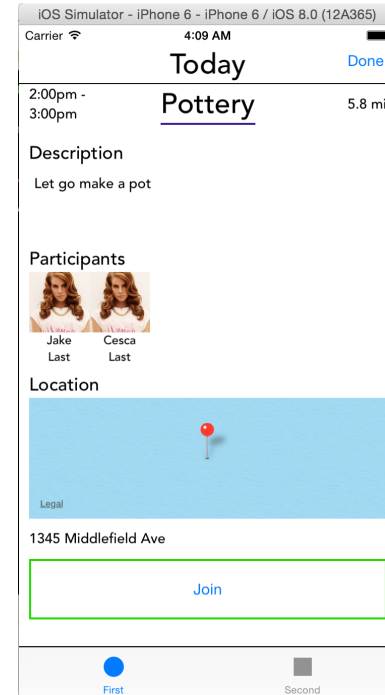 iOS Simulator - iPhone 6 - iPhone 6 / iOS 8.0 (12A365)
Carrier 4:09 AM
Today Done
2:00pm - 3:00pm Pottery 5.8 mi
Description
Let go make a pot
Participants
Jake Last Cesca Last
Location
Legal
1345 Middlefield Ave
Join
First Second